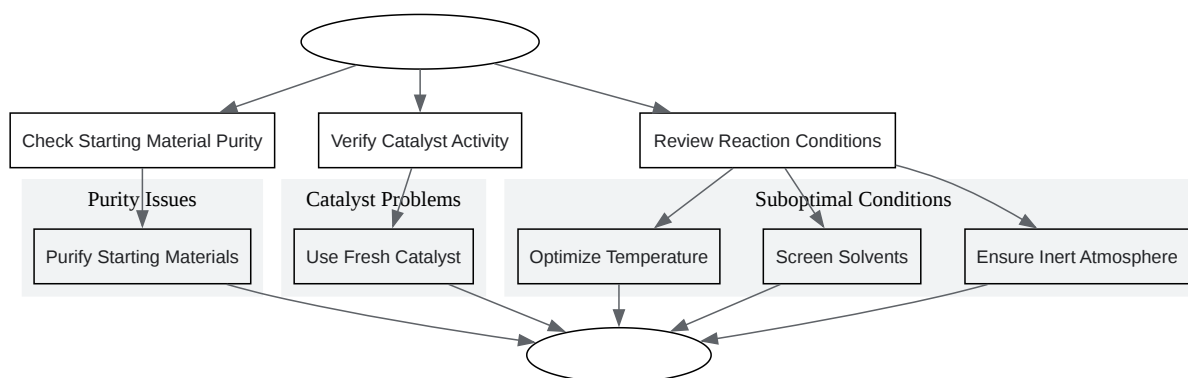 Check Starting Material Purity
Verify Catalyst Activity
Review Reaction Conditions
Purity Issues
Catalyst Problems
Suboptimal Conditions
Purify Starting Materials
Use Fresh Catalyst
Optimize Temperature
Screen Solvents
Ensure Inert Atmosphere